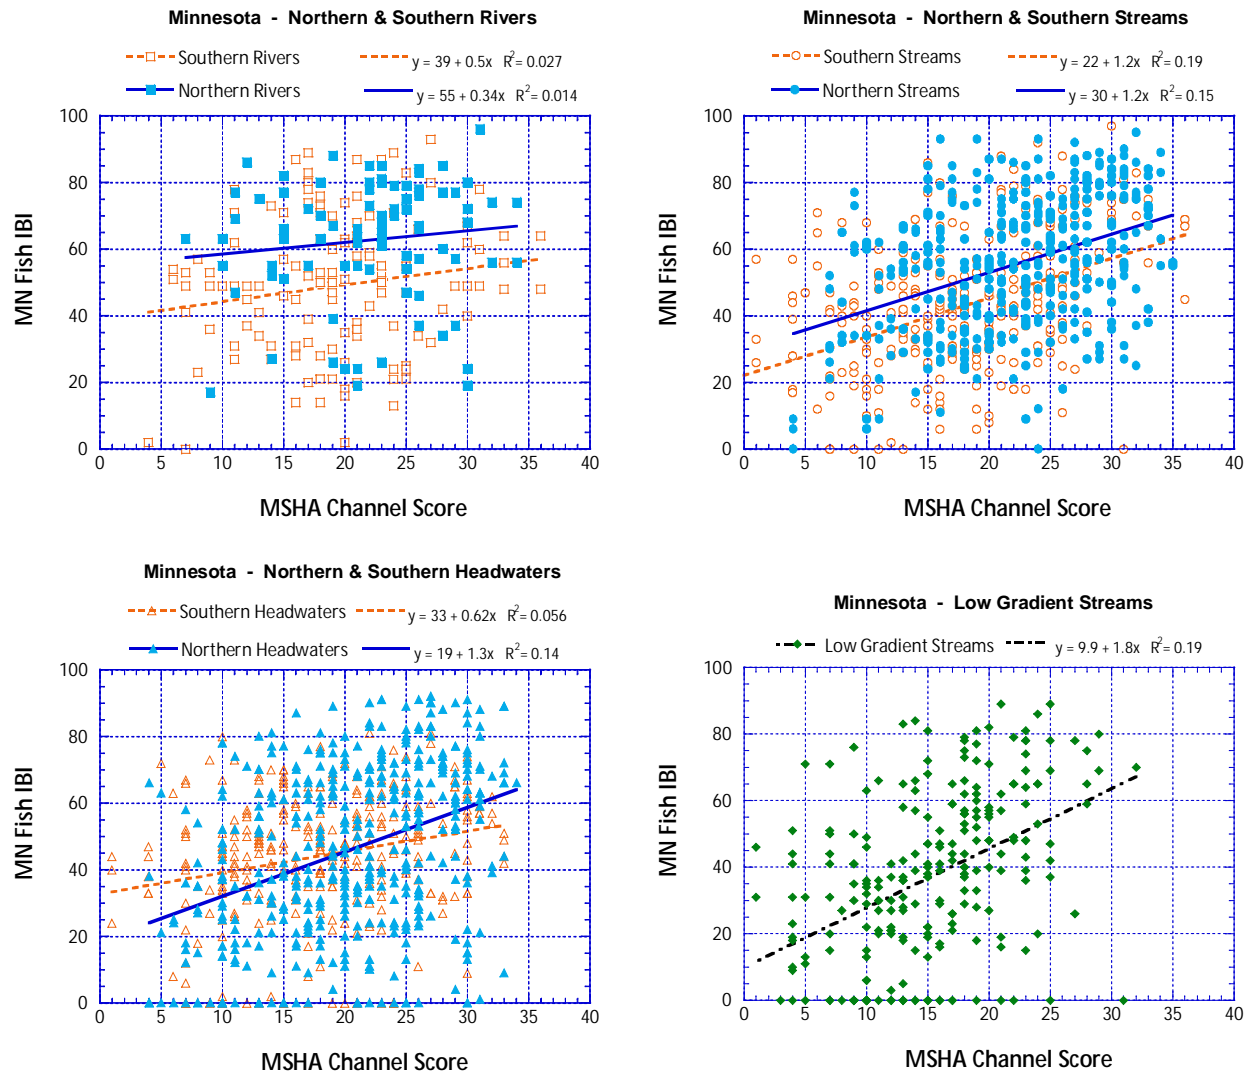 Minnesota - Northern & Southern Rivers
Southern Rivers y = 39 + 0.5x R2= 0.027
Northern Rivers y = 55 + 0.34x R2= 0.014
100
80
60
40
20
0
MN Fish IBI
0 5 10 15 20 25 30 35 40
MSHA Channel Score
Minnesota - Northern & Southern Streams
Southern Streams y = 22 + 1.2x R2= 0.19
Northern Streams y = 30 + 1.2x R2= 0.15
100
80
60
40
20
0
MN Fish IBI
0 5 10 15 20 25 30 35 40
MSHA Channel Score
Minnesota - Northern & Southern Headwaters
Southern Headwaters y = 33 + 0.62x R2= 0.056
Northern Headwaters y = 19 + 1.3x R2= 0.14
100
80
60
40
20
0
MN Fish IBI
0 5 10 15 20 25 30 35 40
MSHA Channel Score
Minnesota - Low Gradient Streams
Low Gradient Streams y = 9.9 + 1.8x R2= 0.19
100
80
60
40
20
0
MN Fish IBI
0 5 10 15 20 25 30 35 40
MSHA Channel Score